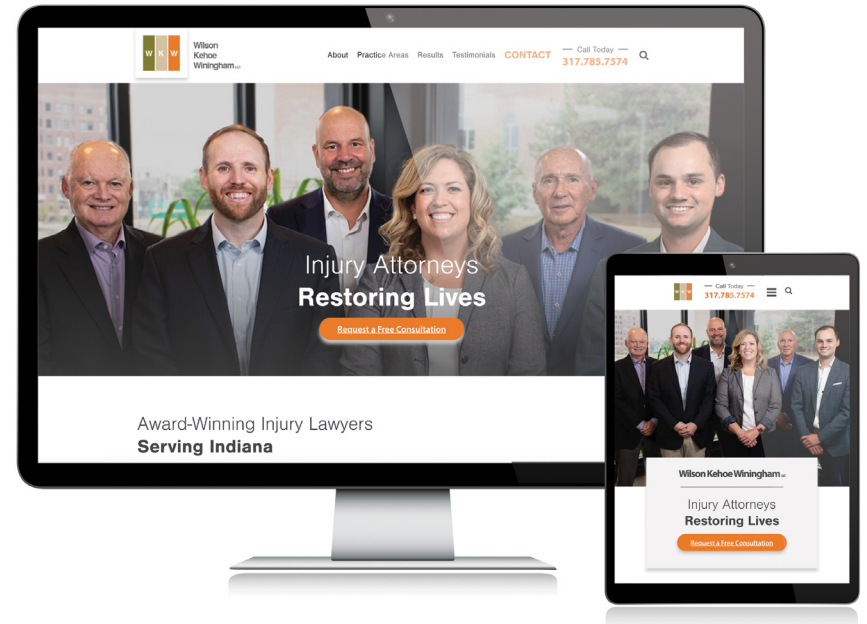 W K W
Wilson
Kehoe
Winingham LLC
About Practice Areas Results Testimonials CONTACT
Call Today
317.785.7574
Injury Attorneys
Restoring Lives
Request a Free Consultation
Award-Winning Injury Lawyers
Serving Indiana
W K W
Call Today
317.785.7574
Wilson Kehoe Winingham LLC
Injury Attorneys
Restoring Lives
Request a Free Consultation